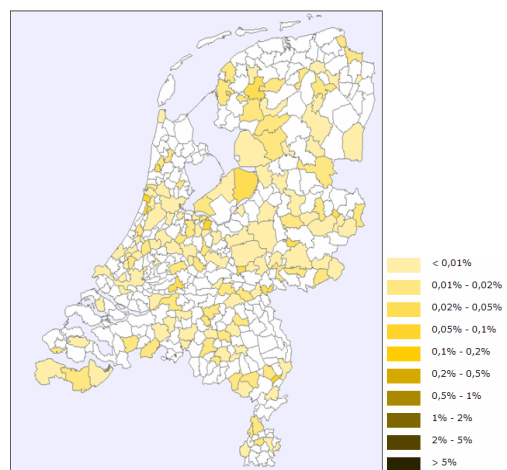 < 0,01%
0,01% - 0,02%
0,02% - 0,05%
0,05% - 0,1%
0,1% - 0,2%
0,2% - 0,5%
0,5% - 1%
1% - 2%
2% - 5%
> 5%